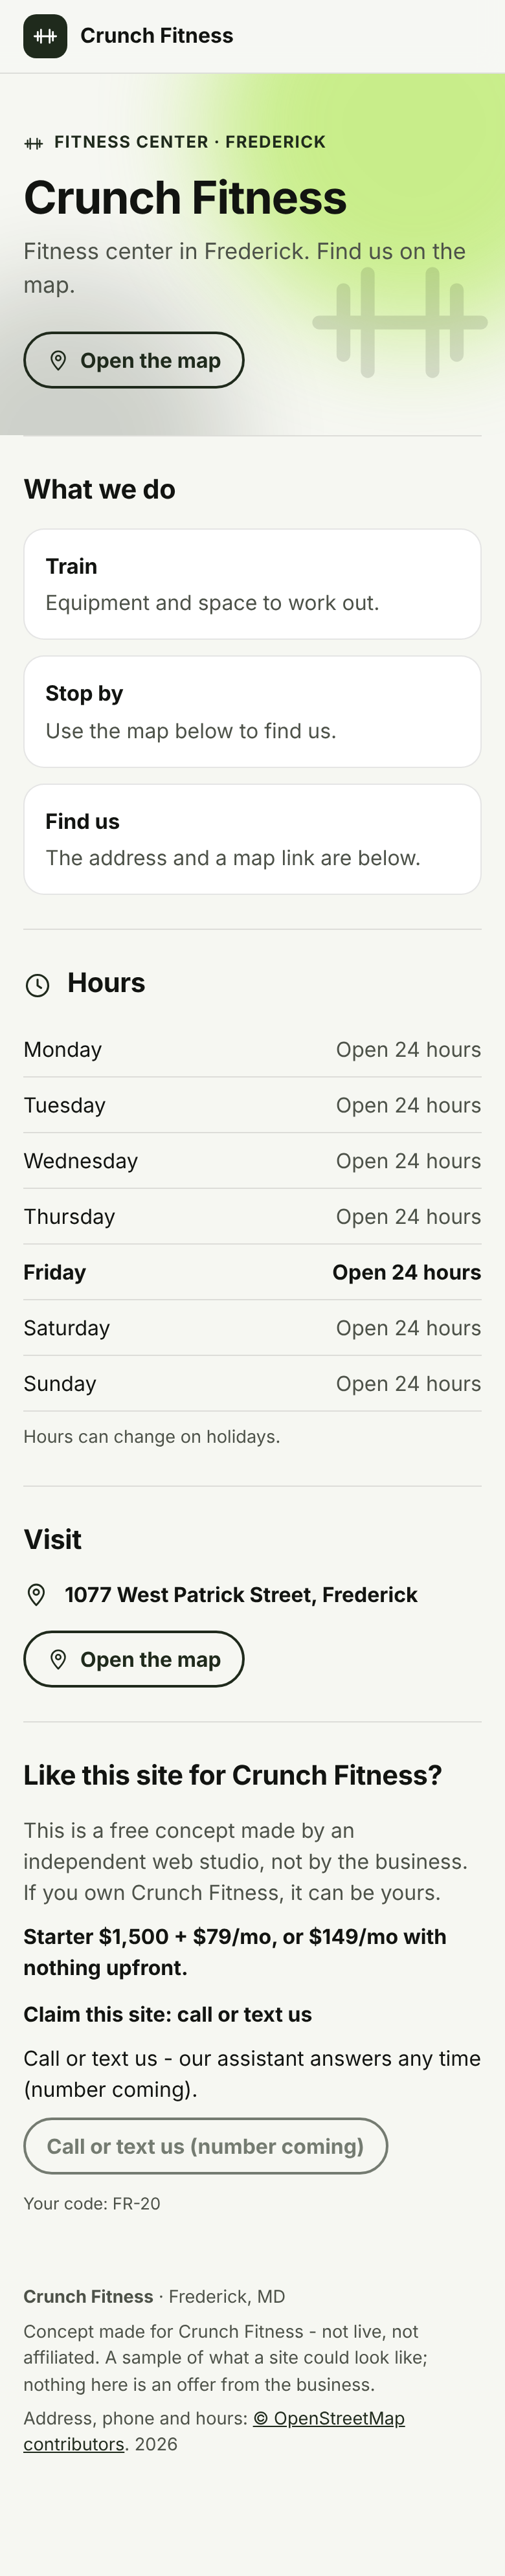 Crunch Fitness
FITNESS CENTER · FREDERICK
Crunch Fitness
Fitness center in Frederick. Find us on the
map.
Open the map
What we do
Train
Equipment and space to work out.
Stop by
Use the map below to find us.
Find us
The address and a map link are below.
Hours
Monday Open 24 hours
Tuesday Open 24 hours
Wednesday Open 24 hours
Thursday Open 24 hours
Friday Open 24 hours
Saturday Open 24 hours
Sunday Open 24 hours
Hours can change on holidays.
Visit
1077 West Patrick Street, Frederick
Open the map
Like this site for Crunch Fitness?
This is a free concept made by an
independent web studio, not by the business.
If you own Crunch Fitness, it can be yours.
Starter $1,500 + $79/mo, or $149/mo with
nothing upfront.
Claim this site: call or text us
Call or text us - our assistant answers any time
(number coming).
Call or text us (number coming)
Your code: FR-20
Crunch Fitness · Frederick, MD
Concept made for Crunch Fitness - not live, not
affiliated. A sample of what a site could look like;
nothing here is an offer from the business.
Address, phone and hours: © OpenStreetMap
contributors. 2026